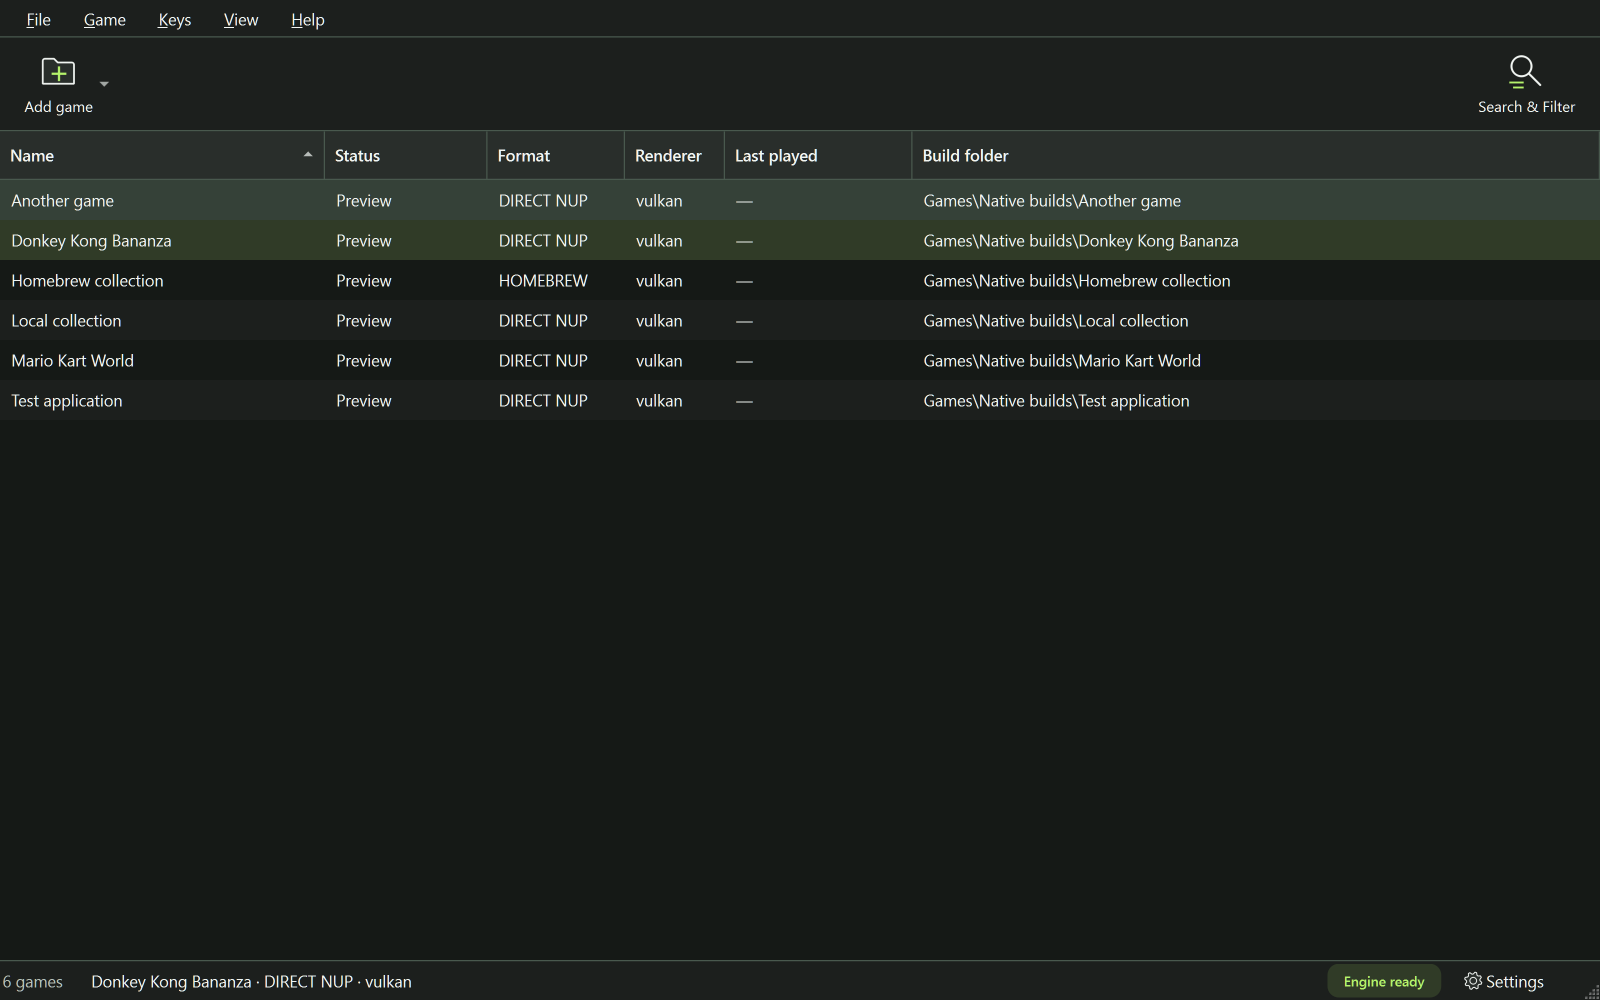 File Game Keys View Help
Add game
Search & Filter
Name Status Format Renderer Last played Build folder
Another game Preview DIRECT NUP vulkan — Games\Native builds\Another game
Donkey Kong Bananza Preview DIRECT NUP vulkan — Games\Native builds\Donkey Kong Bananza
Homebrew collection Preview HOMEBREW vulkan — Games\Native builds\Homebrew collection
Local collection Preview DIRECT NUP vulkan — Games\Native builds\Local collection
Mario Kart World Preview DIRECT NUP vulkan — Games\Native builds\Mario Kart World
Test application Preview DIRECT NUP vulkan — Games\Native builds\Test application
6 games Donkey Kong Bananza · DIRECT NUP · vulkan Engine ready Settings